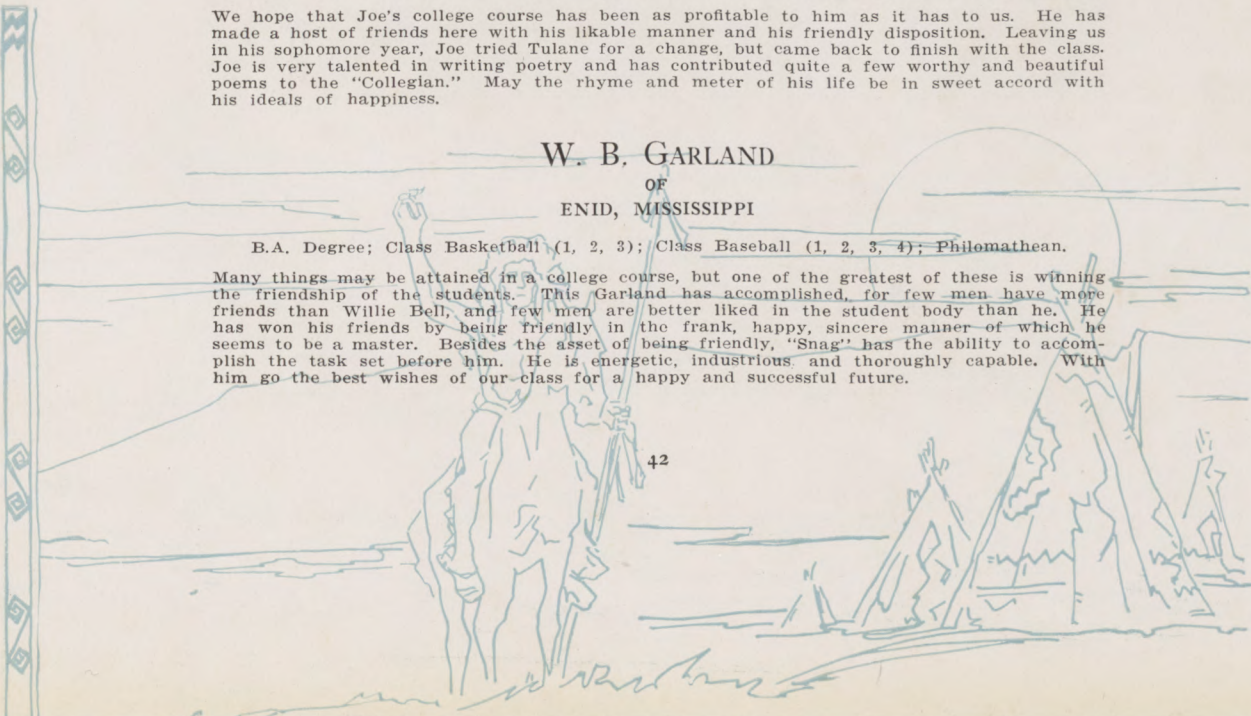 We hope that Joe's college course has been as profitable to him as it has to us. He has
made a host of friends here with his likable manner and his friendly disposition. Leaving us
in his sophomore year, Joe tried Tulane for a change, but came back to finish with the class.
Joe is very talented in writing poetry and has contributed quite a few worthy and beautiful
poems to the "Collegian." May the rhyme and meter of his life be in sweet accord with
his ideals of happiness.
W. B. GARLAND
OF
ENID, MISSISSIPPI
B.A. Degree; Class Basketball (1, 2, 3); Class Baseball (1, 2, 3, 4); Philomathean.
Many things may be attained in a college course, but one of the greatest of these is winning
the friendship of the students. This Garland has accomplished, for few men have more
friends than Willie Bell, and few men are better liked in the student body than he. He
has won his friends by being friendly in the frank, happy, sincere manner of which he
seems to be a master. Besides the asset of being friendly, "Snag" has the ability to accom-
plish the task set before him. He is energetic, industrious and thoroughly capable. With
him go the best wishes of our class for a happy and successful future.
42